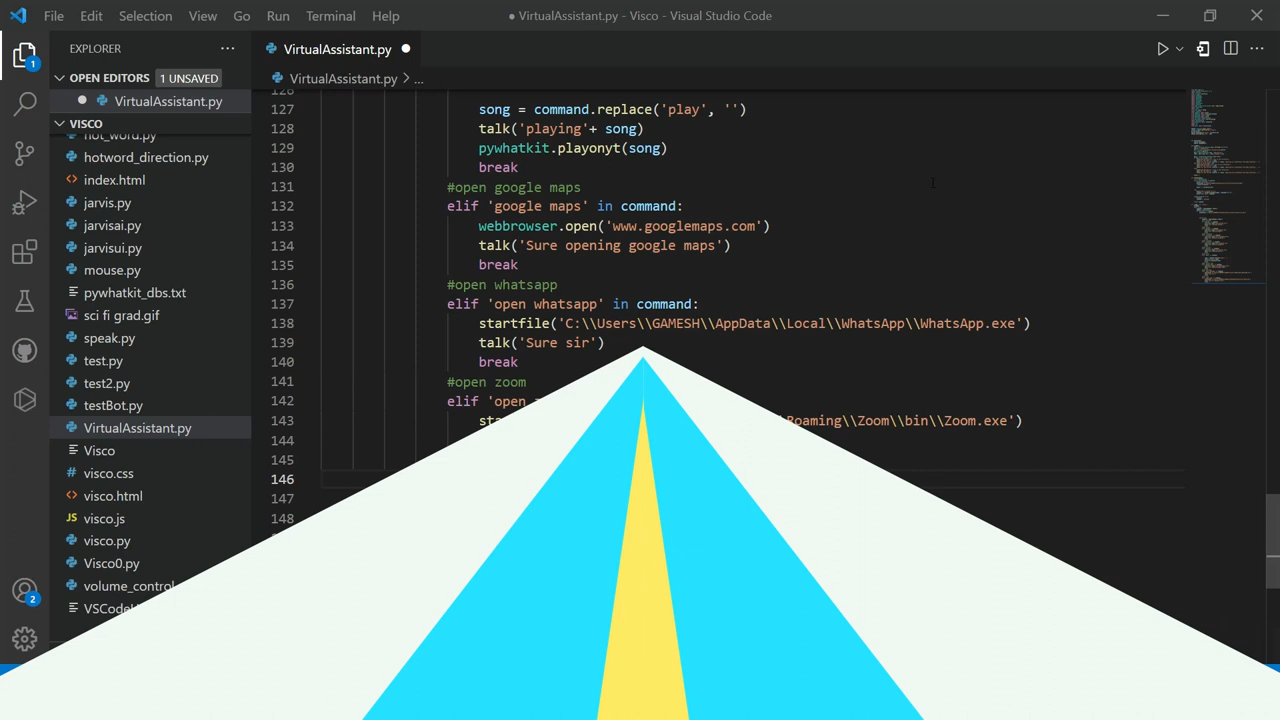 File Edit Selection View Go Run Terminal Help
● VirtualAssistant.py - Visco - Visual Studio Code
EXPLORER
OPEN EDITORS 1 UNSAVED
VirtualAssistant.py
VISCO
hot_word.py
hotword_direction.py
index.html
jarvis.py
jarvisai.py
jarvisui.py
mouse.py
pywhatkit_dbs.txt
sci fi grad.gif
speak.py
test.py
test2.py
testBot.py
VirtualAssistant.py
Visco
visco.css
visco.html
visco.js
visco.py
Visco0.py
volume_control
1
2
VirtualAssistant.py
VirtualAssistant.py > ...
126
127 song = command.replace('play', '')
128 talk('playing'+ song)
129 pywhatkit.playonyt(song)
130 break
131 #open google maps
132 elif 'google maps' in command:
133 webbrowser.open('www.googlemaps.com')
134 talk('Sure opening google maps')
135 break
136 #open whatsapp
137 elif 'open whatsapp' in command:
138 startfile('C:\\Users\\GAMESH\\AppData\\Local\\WhatsApp\\WhatsApp.exe')
139 talk('Sure sir')
140 break
141 #open zoom
142 elif 'open
143 Roaming\\Zoom\\bin\\Zoom.exe')
144
145
146
147
148